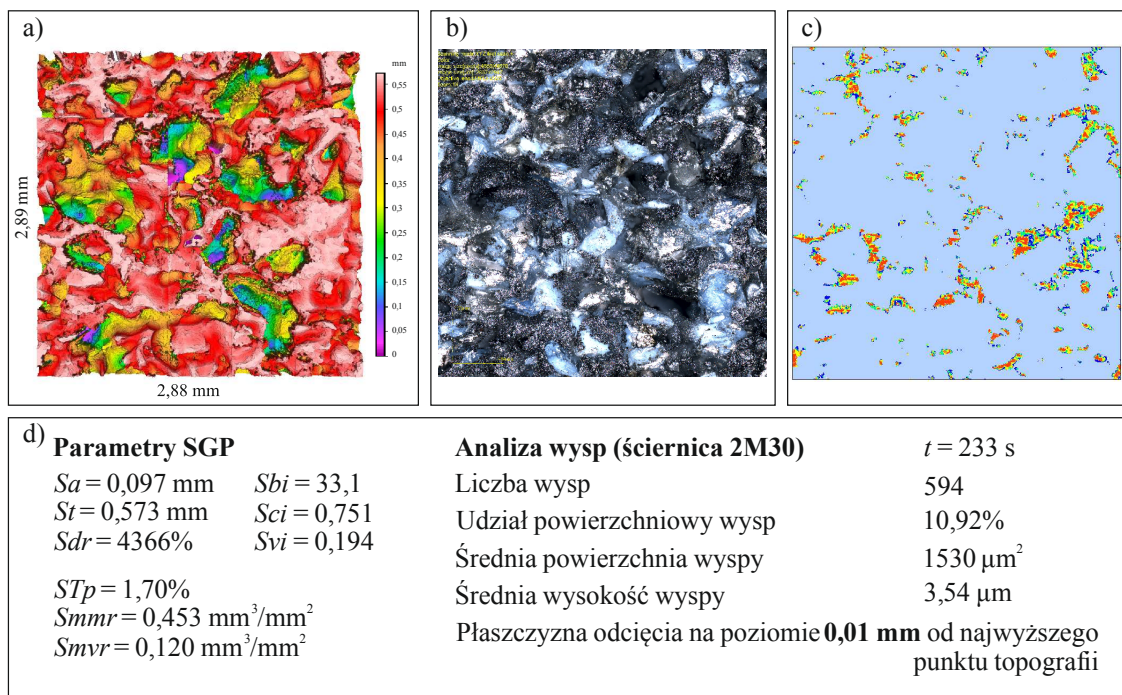 a)
b)
c)
mm
0,55
0,5
0,45
0,4
0,35
0,3
0,25
0,2
0,15
0,1
0,05
0
2,89 mm
2,88 mm
d)
Parametry SGP
Sa = 0,097 mm Sbi = 33,1
St = 0,573 mm Sci = 0,751
Sdr = 4366% Svi = 0,194
STp = 1,70%
Smmr = 0,453 mm³/mm²
Smvr = 0,120 mm³/mm²
Analiza wysp (ściernica 2M30) t = 233 s
Liczba wysp 594
Udział powierzchniowy wysp 10,92%
Średnia powierzchnia wyspy 1530 μm²
Średnia wysokość wyspy 3,54 μm
Płaszczyzna odcięcia na poziomie 0,01 mm od najwyższego
punktu topografii